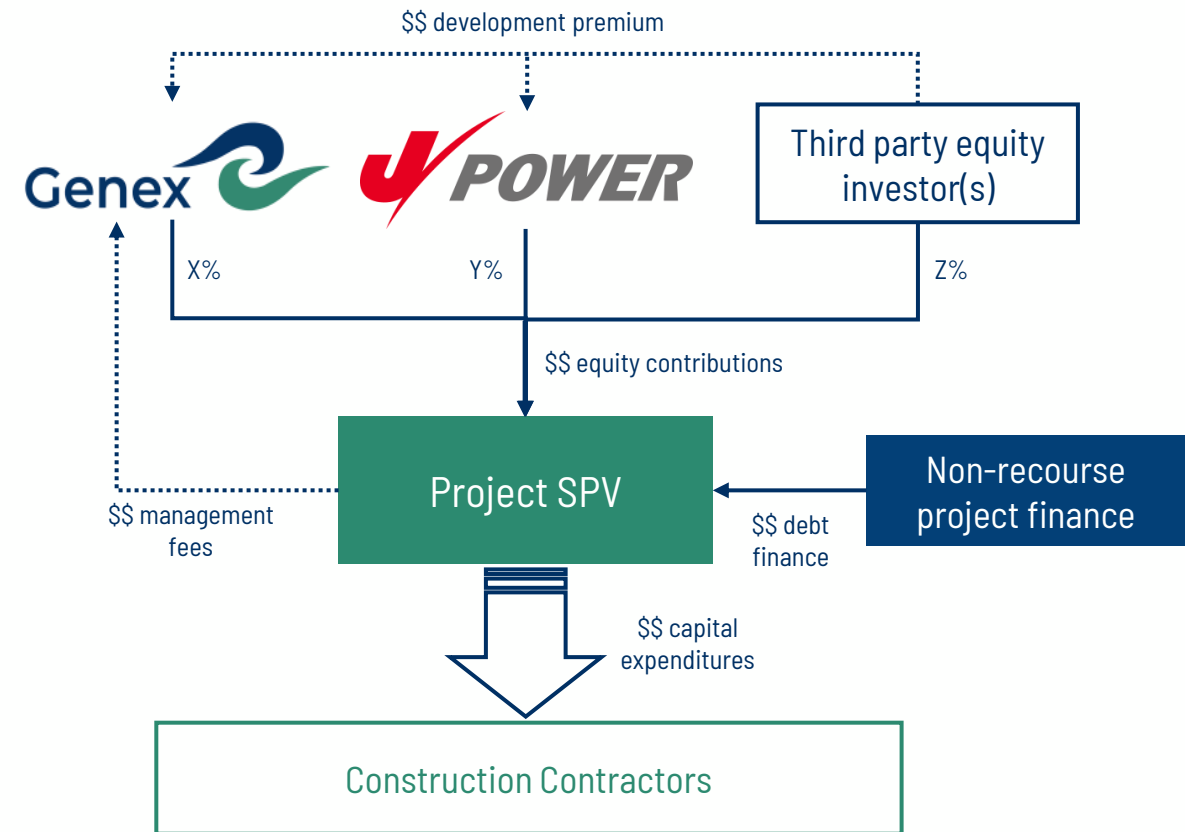 $$ development premium
Genex
POWER
Third party equity
investor(s)
X%
Y%
Z%
$$ equity contributions
Project SPV
Non-recourse
project finance
$$ management
fees
$$ debt
finance
$$ capital
expenditures
Construction Contractors